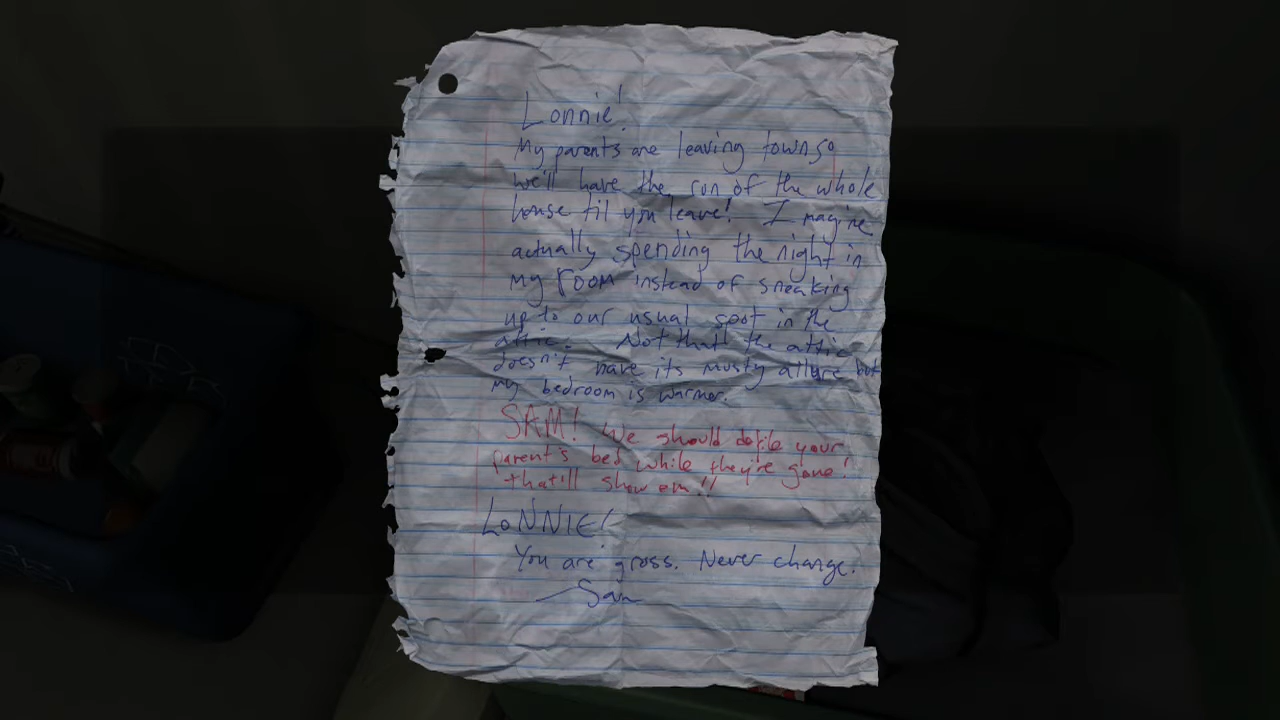 Lonnie!
My parents are leaving town so
we'll have the run of the whole
house til you leave! Imagine
actually spending the night in
my room instead of sneaking
up to our usual spot in the
attic. Not that the attic
doesn't have its musty allure but
my bedroom is warmer.
SAM! We should defile your
parent's bed while they're gone!
that'll show em!!
LONNIE!
You are gross. Never change.
—Sam